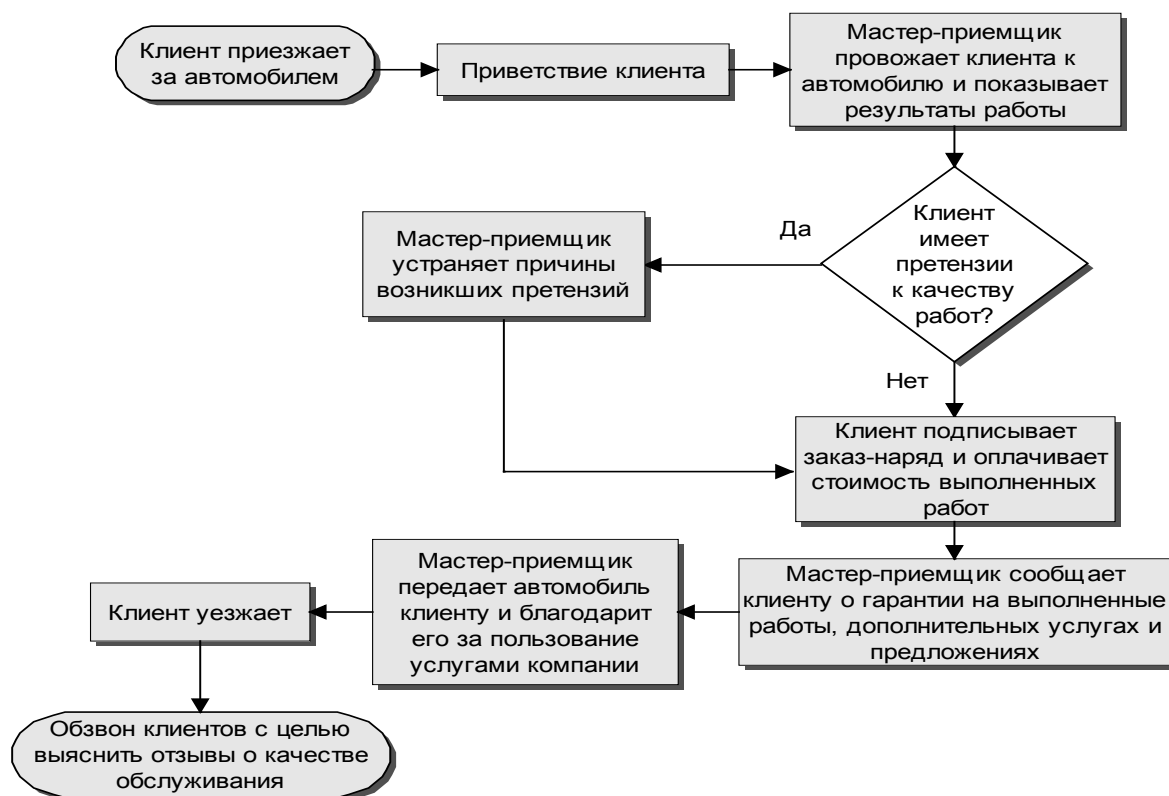 Клиент приезжает
за автомобилем
Приветствие клиента
Мастер-приемщик
провожает клиента к
автомобилю и показывает
результаты работы
Клиент
имеет
претензии
к качеству
работ?
Да
Мастер-приемщик
устраняет причины
возникших претензий
Нет
Клиент подписывает
заказ-наряд и оплачивает
стоимость выполненных
работ
Мастер-приемщик сообщает
клиенту о гарантии на выполненные
работы, дополнительных услугах и
предложениях
Мастер-приемщик
передает автомобиль
клиенту и благодарит
его за пользование
услугами компании
Клиент уезжает
Обзвон клиентов с целью
выяснить отзывы о качестве
обслуживания